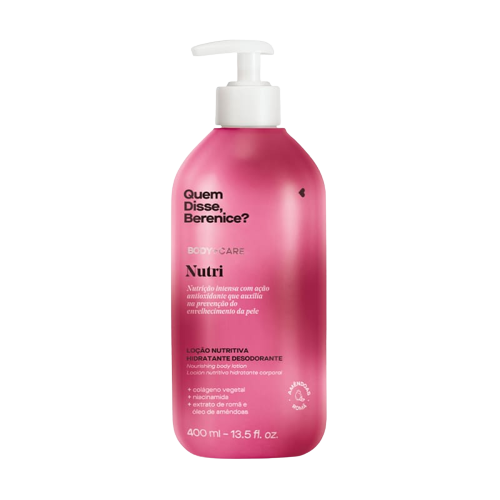 Quem
Disse,
Berenice?
BODY+CARE
Nutri
Nutrição intensa com ação
antioxidante que auxilia
na prevenção do
envelhecimento da pele
LOÇÃO NUTRITIVA
HIDRATANTE DESODORANTE
Nourishing body lotion
Loción nutritiva hidratante corporal
+ colágeno vegetal
+ niacinamida
+ extrato de romã e
óleo de amêndoas
AMÊNDOAS
400 ml – 13.5 fl. oz.